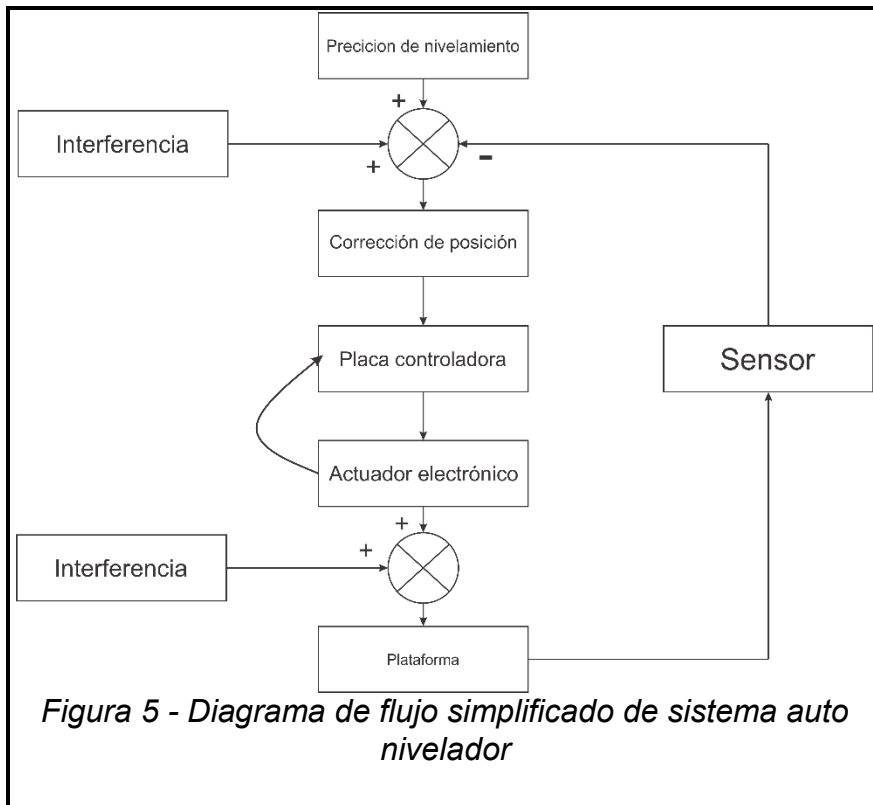 Precicion de nivelamiento
+
Interferencia
+
-
Corrección de posición
Placa controladora
Sensor
Actuador electrónico
+
+
Interferencia
Plataforma
Figura 5 - Diagrama de flujo simplificado de sistema auto
nivelador